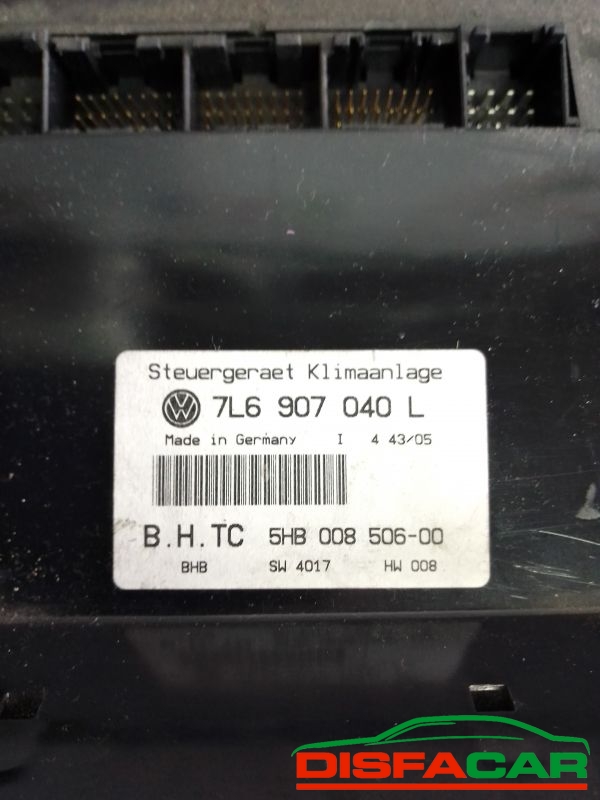 Steuergeraet Klimaanlage
7L6 907 040 L
Made in Germany I 4 43/05
B.H.TC 5HB 008 506-00
BHB SW 4017 HW 008
DISFACAR